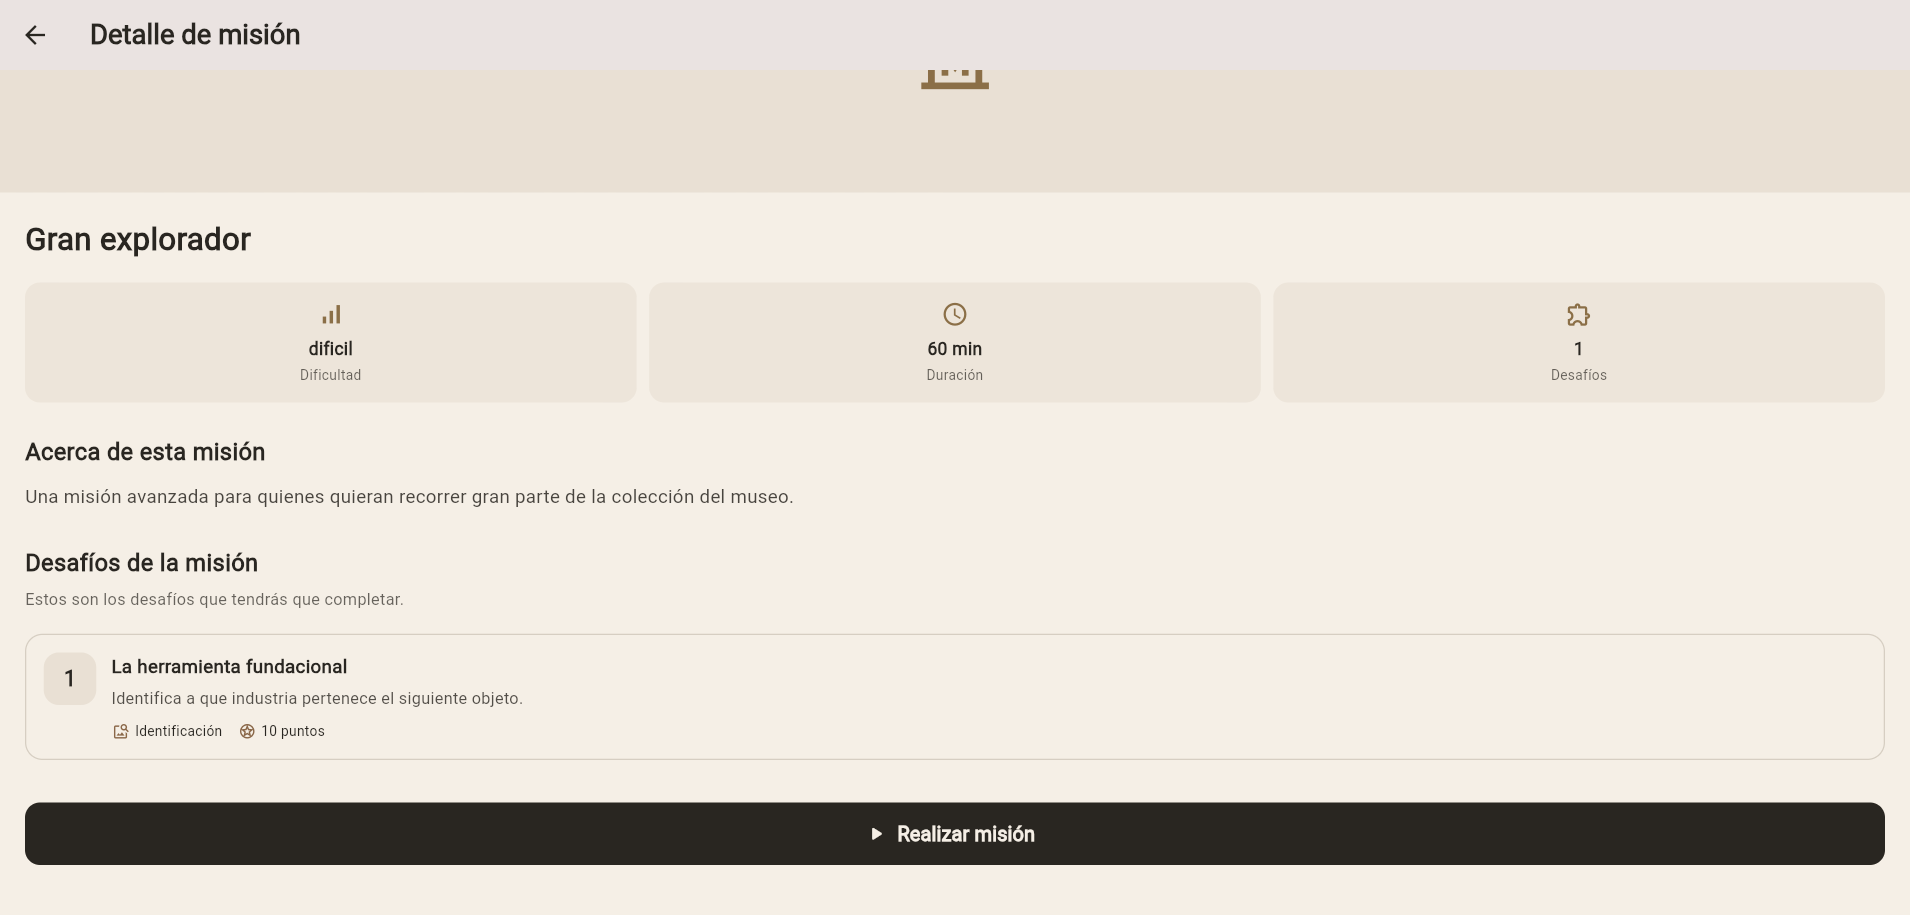 Detalle de misión
Gran explorador
dificil
Dificultad
60 min
Duración
1
Desafíos
Acerca de esta misión
Una misión avanzada para quienes quieran recorrer gran parte de la colección del museo.
Desafíos de la misión
Estos son los desafíos que tendrás que completar.
1
La herramienta fundacional
Identifica a que industria pertenece el siguiente objeto.
Identificación 10 puntos
Realizar misión